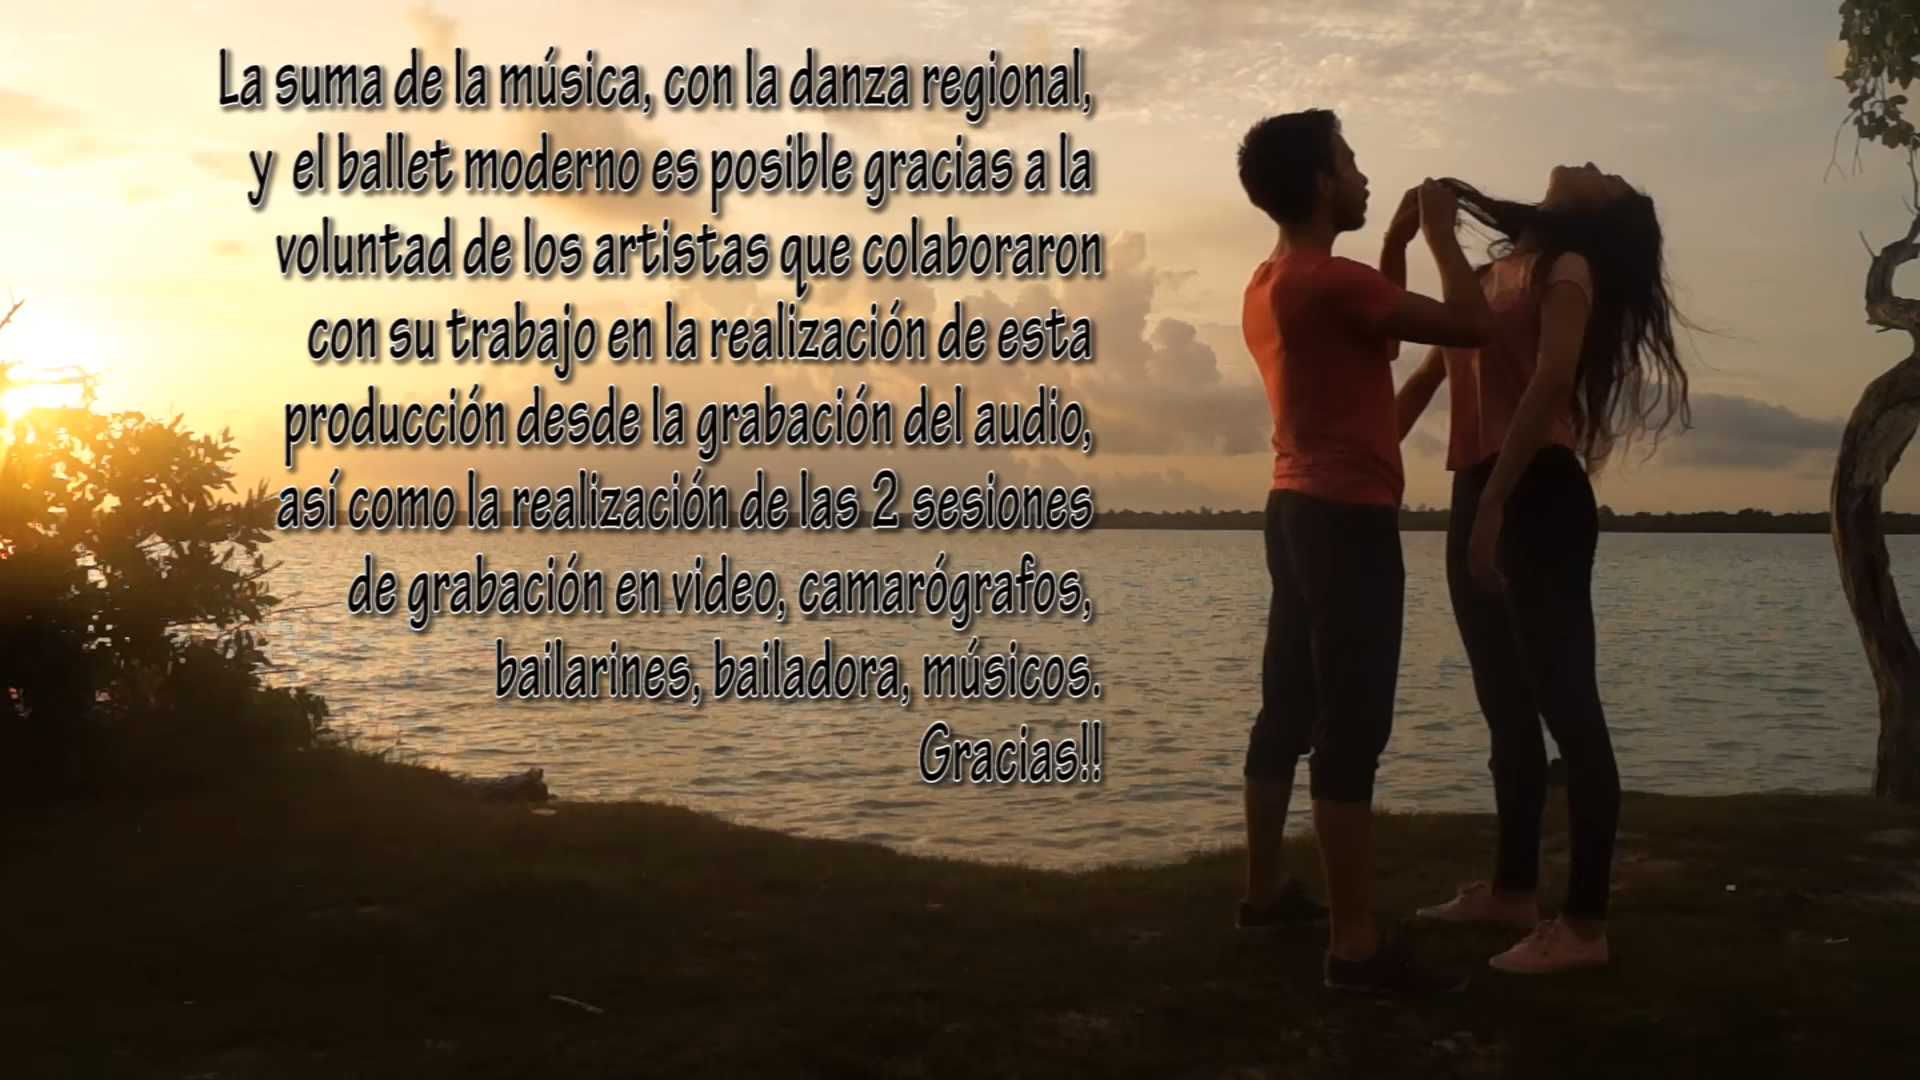 La suma de la música, con la danza regional,
y el ballet moderno es posible gracias a la
voluntad de los artistas que colaboraron
con su trabajo en la realización de esta
producción desde la grabación del audio,
así como la realización de las 2 sesiones
de grabación en video, camarógrafos,
bailarines, bailadora, músicos.
Gracias!!